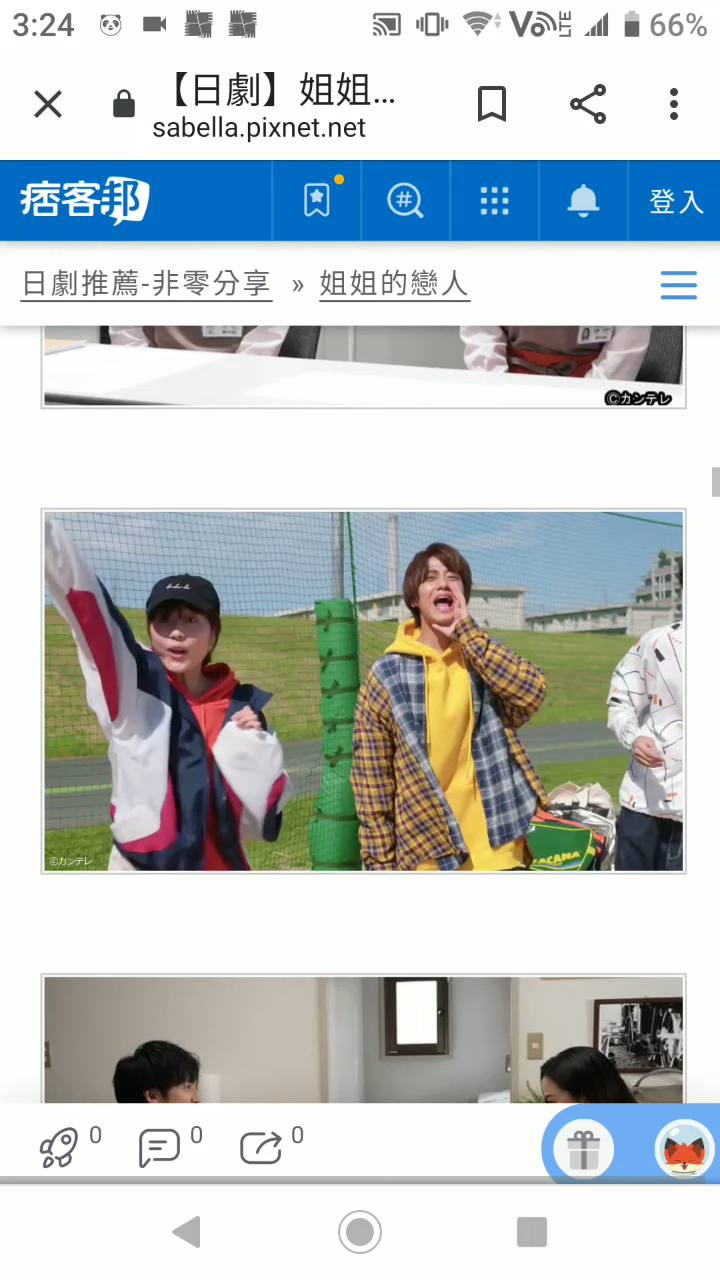 3:24
VoLTE
66%
【日劇】姐姐...
sabella.pixnet.net
痞客邦
#
登入
日劇推薦-非零分享 » 姐姐的戀人
©カンテレ
©カンテレ
ACANA
0
0
0